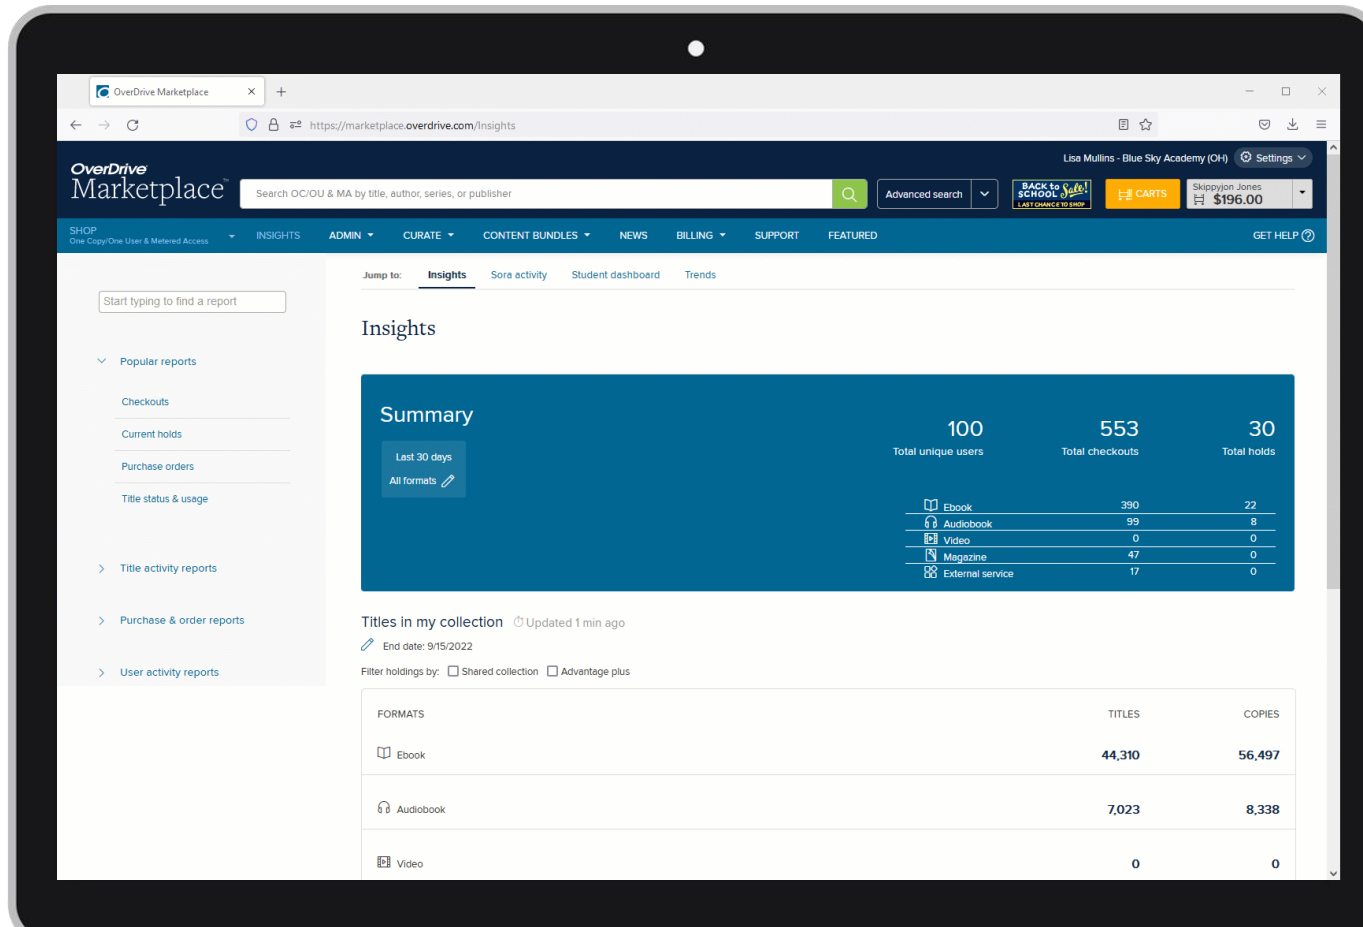 OverDrive Marketplace
https://marketplace.overdrive.com/Insights
Lisa Mullins - Blue Sky Academy (OH) Settings
OverDrive
Marketplace™
Search OC/OU & MA by title, author, series, or publisher
Advanced search
BACK to SCHOOL Sale!
LAST CHANCE TO SHOP
CARTS
Skippyjon Jones
$196.00
SHOP
One Copy/One User & Metered Access
INSIGHTS ADMIN CURATE CONTENT BUNDLES NEWS BILLING SUPPORT FEATURED GET HELP
Jump to: Insights Sora activity Student dashboard Trends
Start typing to find a report
Popular reports
Checkouts
Current holds
Purchase orders
Title status & usage
Title activity reports
Purchase & order reports
User activity reports
Insights
Summary
Last 30 days
All formats
100 553 30
Total unique users Total checkouts Total holds
Ebook 390 22
Audiobook 99 8
Video 0 0
Magazine 47 0
External service 17 0
Titles in my collection Updated 1 min ago
End date: 9/15/2022
Filter holdings by: Shared collection Advantage plus
FORMATS TITLES COPIES
Ebook 44,310 56,497
Audiobook 7,023 8,338
Video 0 0